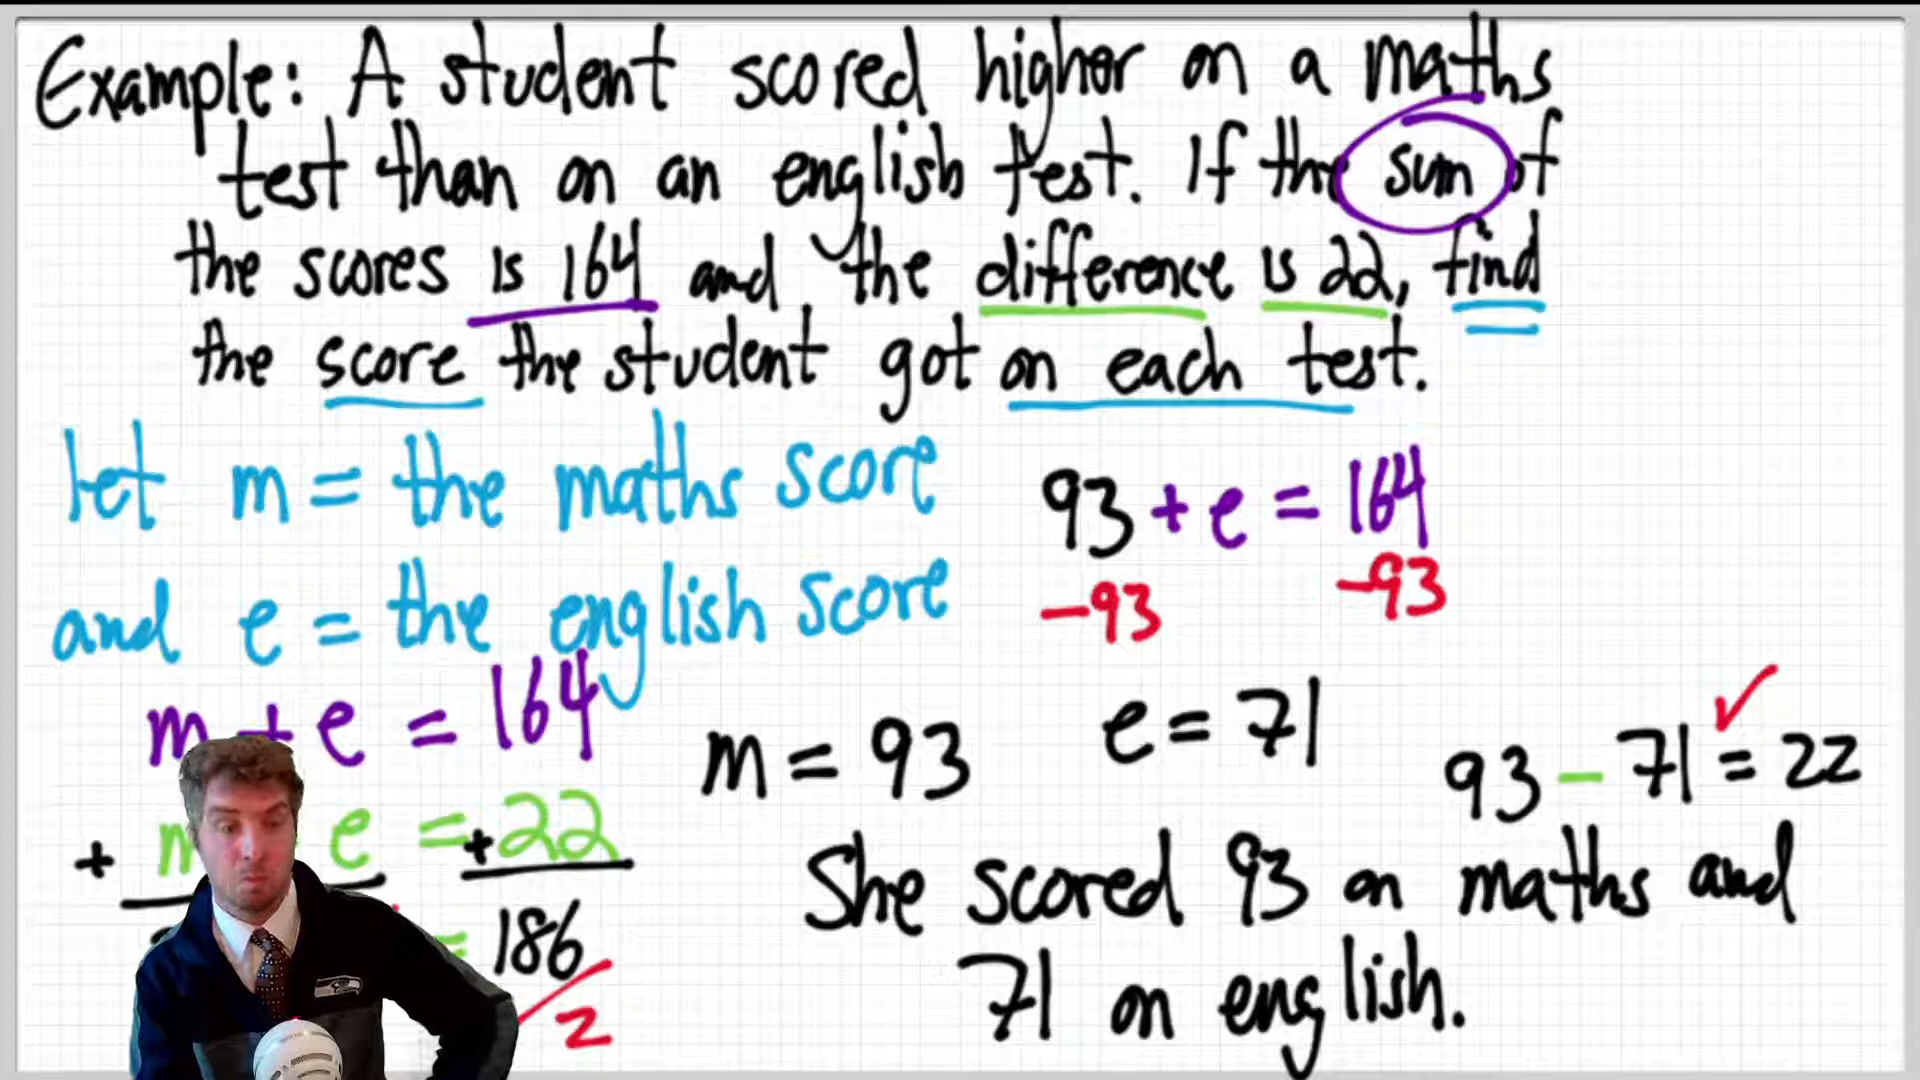 Example: A student scored higher on a maths
test than on an english test. If the sum of
the scores is 164 and the difference is 22, find
the score the student got on each test.
let m = the maths score
and e = the english score
m + e = 164
+ m e = + 22
= 186
/2
m = 93
93 + e = 164
-93 -93
e = 71
93 - 71 = 22 ✓
She scored 93 on maths and
71 on english.